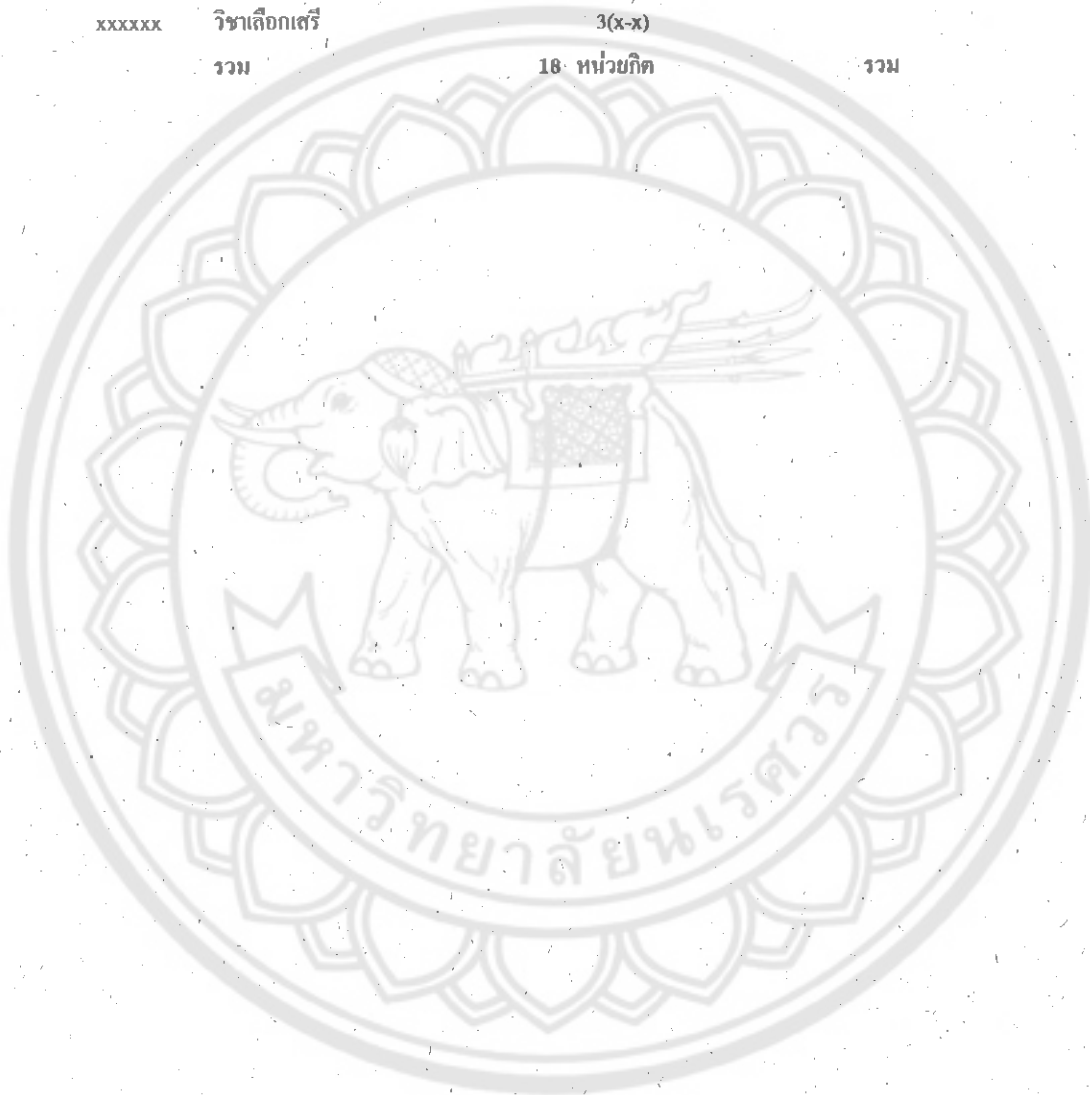 xxxxxx วิชาเลือกเสรี 3(x-x)
รวม 18 หน่วยกิต รวม
มหาวิทยาลัยนเรศวร